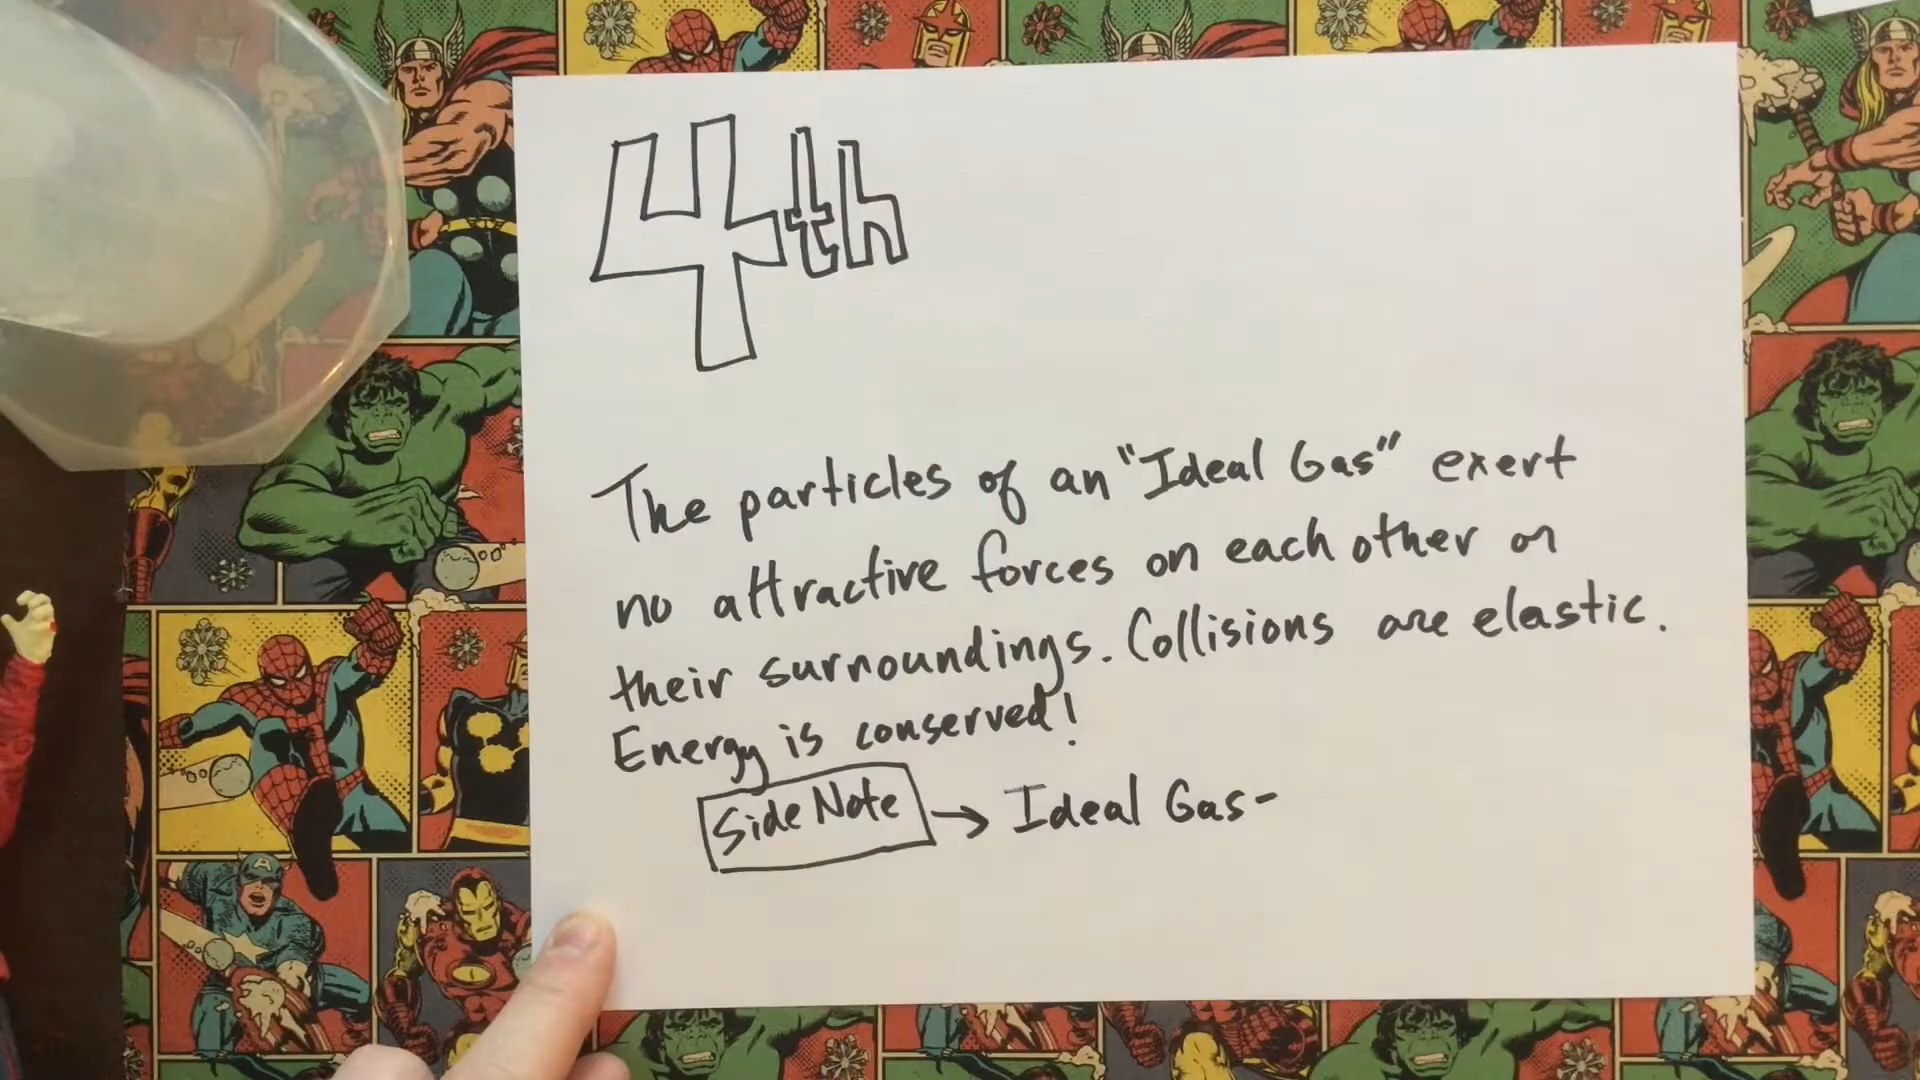 4th
The particles of an "Ideal Gas" exert
no attractive forces on each other or
their surroundings. Collisions are elastic.
Energy is conserved!
Side Note → Ideal Gas-